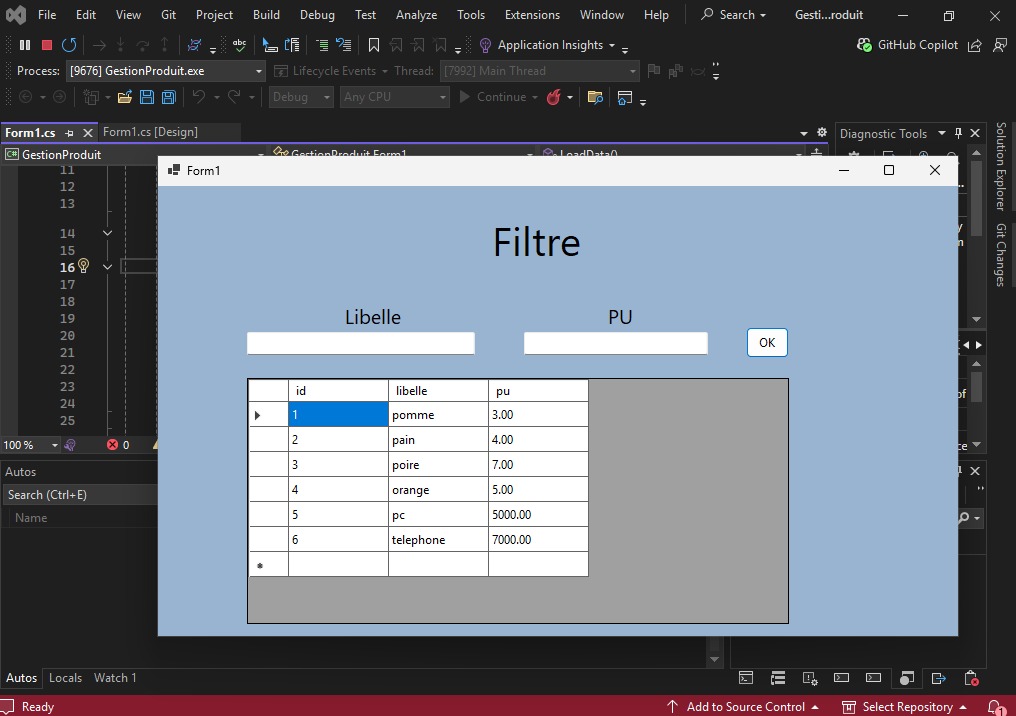 File Edit View Git Project Build Debug Test Analyze Tools Extensions Window Help Search Gesti...roduit
abc Application Insights GitHub Copilot
Process: [9676] GestionProduit.exe Lifecycle Events Thread: [7992] Main Thread
Debug Any CPU Continue
Form1.cs Form1.cs [Design] Diagnostic Tools
C# GestionProduit GestionProduit.Form1 LoadData()
Solution Explorer
Git Changes
11
12
13
14
15
16
17
18
19
20
21
22
23
24
25
100 % 0
Autos
Search (Ctrl+E)
Name
Form1
Filtre
Libelle PU
OK
id libelle pu
1 pomme 3.00
2 pain 4.00
3 poire 7.00
4 orange 5.00
5 pc 5000.00
6 telephone 7000.00
of
ce
Autos Locals Watch 1
Ready Add to Source Control Select Repository 1